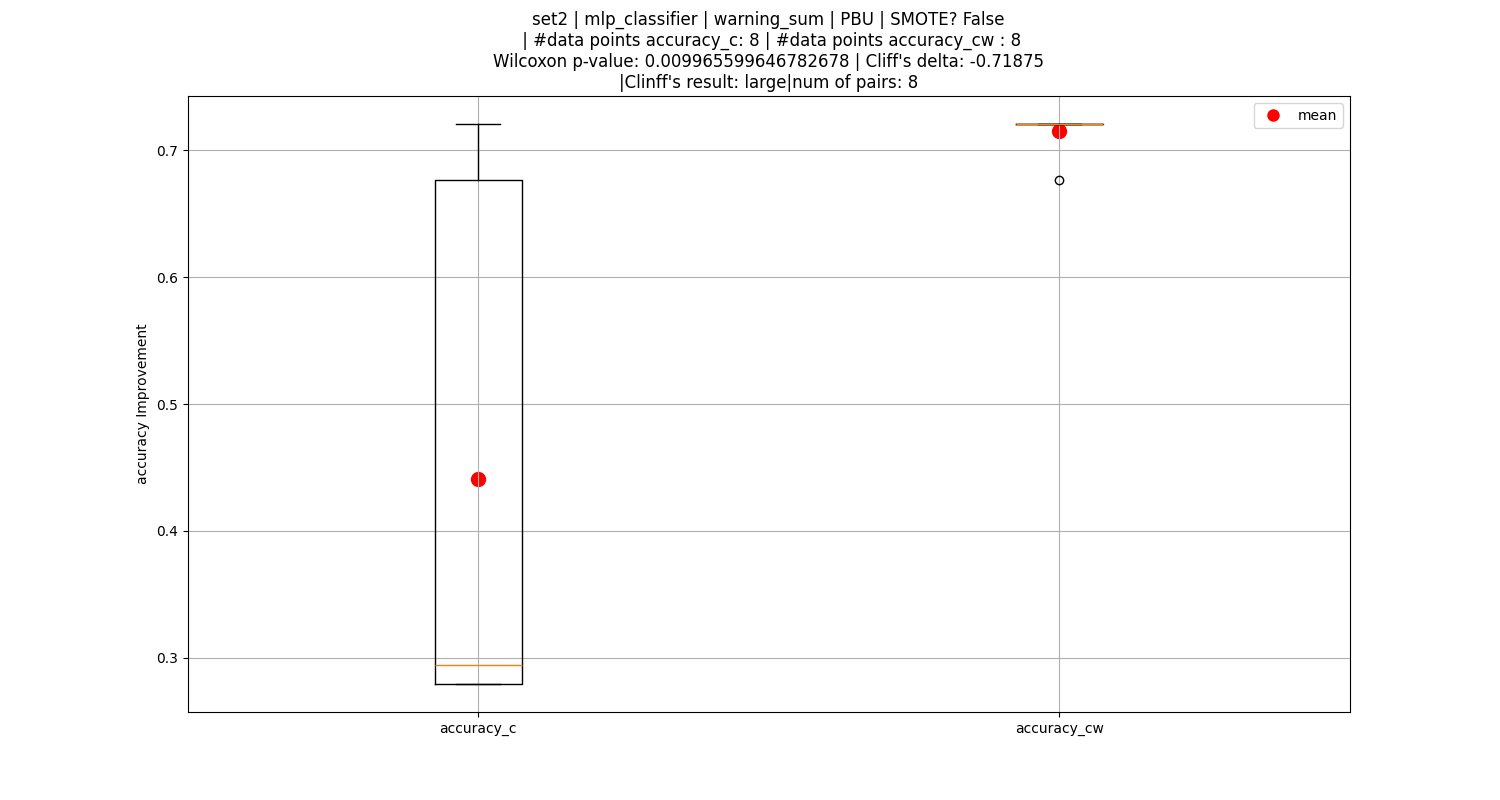 set2 | mlp_classifier | warning_sum | PBU | SMOTE? False
| #data points accuracy_c: 8 | #data points accuracy_cw : 8
Wilcoxon p-value: 0.009965599646782678 | Cliff's delta: -0.71875
|Clinff's result: large|num of pairs: 8
mean
0.7
0.6
0.5
0.4
0.3
accuracy Improvement
accuracy_c
accuracy_cw